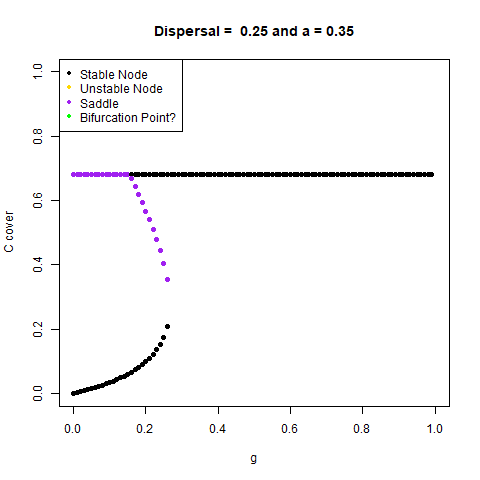 Dispersal =  0.25 and a = 0.35
Stable Node
Unstable Node
Saddle
Bifurcation Point?
C cover
1.0
0.8
0.6
0.4
0.2
0.0
0.0 0.2 0.4 0.6 0.8 1.0
g